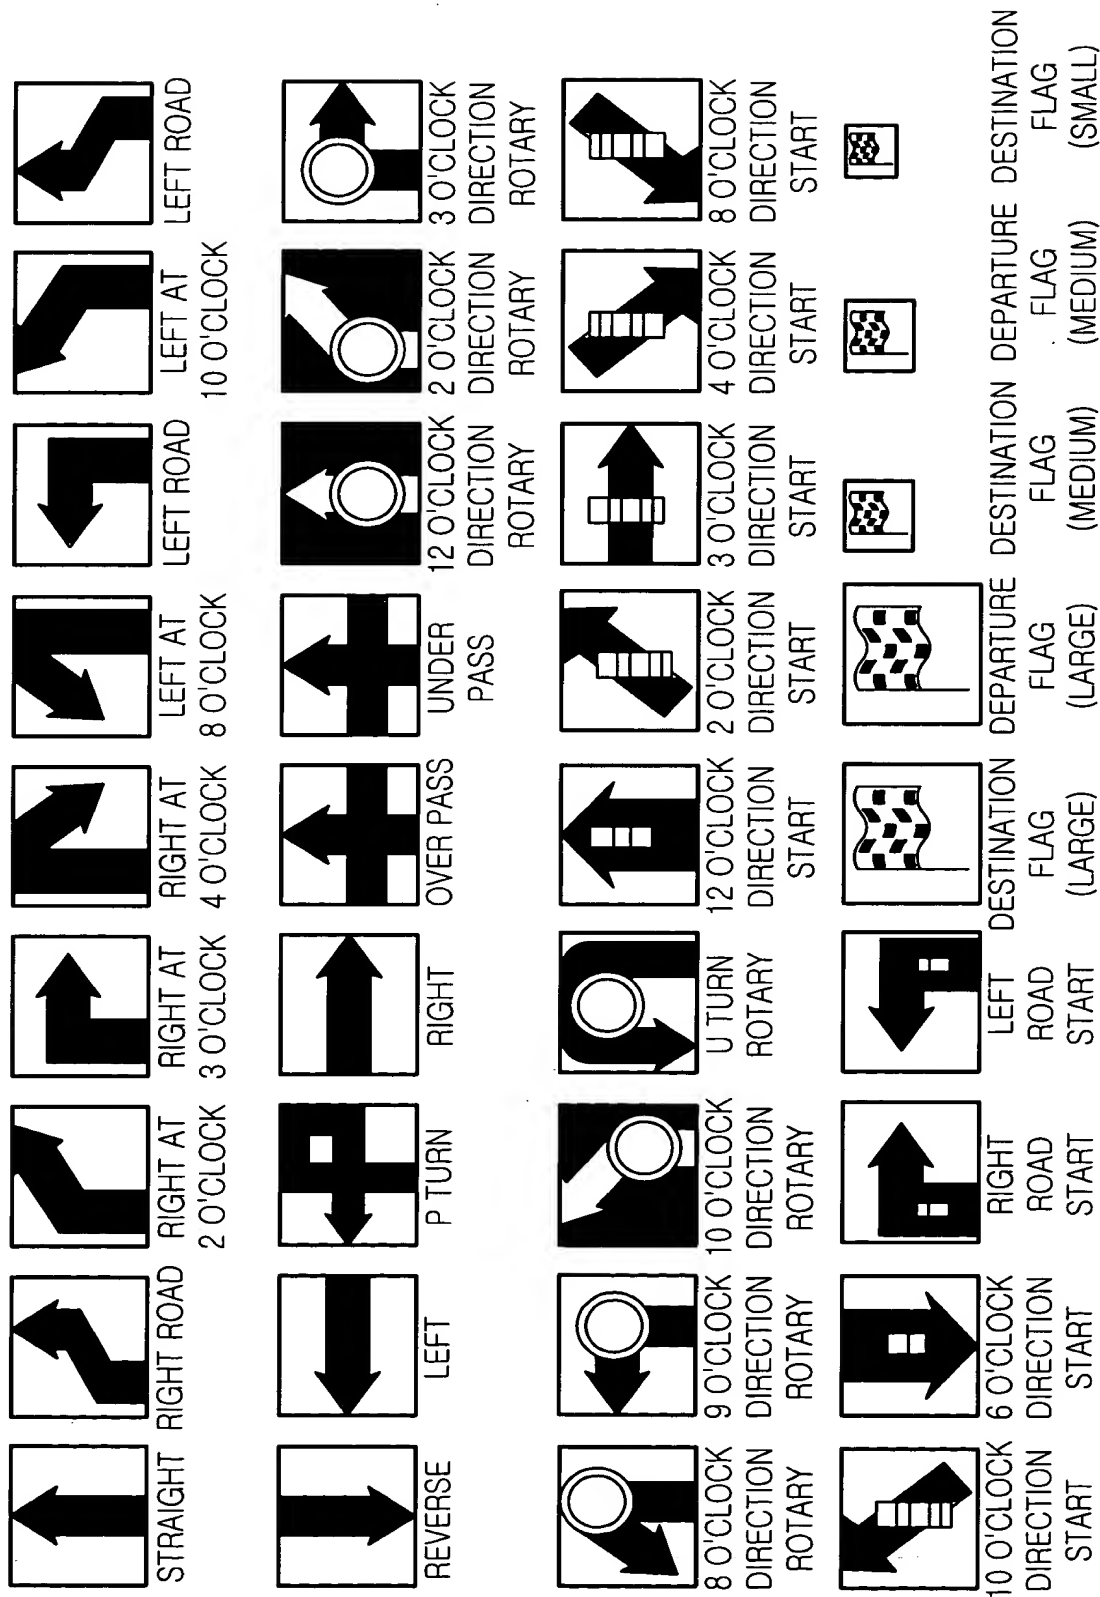 STRAIGHT
RIGHT ROAD
RIGHT AT
2 O'CLOCK
RIGHT AT
3 O'CLOCK
RIGHT AT
4 O'CLOCK
LEFT AT
8 O'CLOCK
LEFT ROAD
LEFT AT
10 O'CLOCK
LEFT ROAD
REVERSE
LEFT
P TURN
RIGHT
OVER PASS
UNDER
PASS
12 O'CLOCK
DIRECTION
ROTARY
2 O'CLOCK
DIRECTION
ROTARY
3 O'CLOCK
DIRECTION
ROTARY
8 O'CLOCK
DIRECTION
ROTARY
9 O'CLOCK
DIRECTION
ROTARY
10 O'CLOCK
DIRECTION
ROTARY
U TURN
ROTARY
12 O'CLOCK
DIRECTION
START
2 O'CLOCK
DIRECTION
START
3 O'CLOCK
DIRECTION
START
4 O'CLOCK
DIRECTION
START
8 O'CLOCK
DIRECTION
START
10 O'CLOCK
DIRECTION
START
6 O'CLOCK
DIRECTION
START
RIGHT
ROAD
START
LEFT
ROAD
START
DESTINATION
FLAG
(LARGE)
DEPARTURE
FLAG
(LARGE)
DESTINATION
FLAG
(MEDIUM)
DEPARTURE
FLAG
(MEDIUM)
DESTINATION
FLAG
(SMALL)